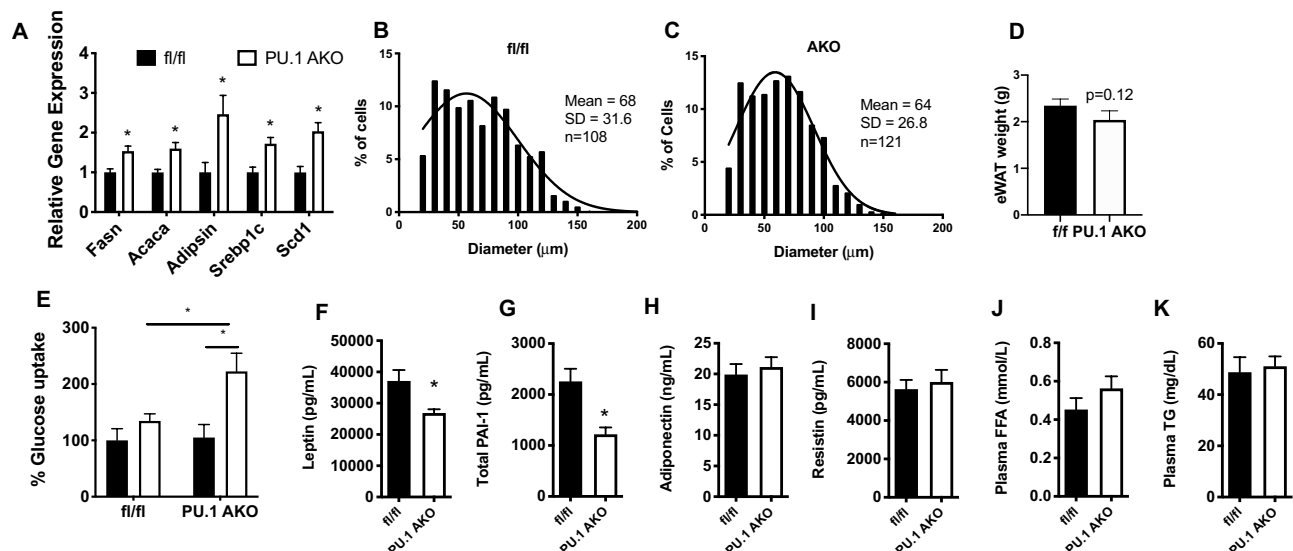 A
Relative Gene Expression
fl/fl
PU.1 AKO
4
3
2
1
0
*
*
*
*
*
Fasn
Acaca
Adipsin
Srebp1c
Scd1
B
fl/fl
% of cells
15
10
5
0
Mean = 68
SD = 31.6
n=108
0
50
100
150
200
Diameter (μm)
C
AKO
% of Cells
15
10
5
0
Mean = 64
SD = 26.8
n=121
0
50
100
150
200
Diameter (μm)
D
eWAT weight (g)
3
2
1
0
p=0.12
f/f PU.1 AKO
E
% Glucose uptake
300
200
100
0
*
*
fl/fl
PU.1 AKO
F
Leptin (pg/mL)
50000
40000
30000
20000
10000
0
*
fl/fl
PU.1 AKO
G
Total PAI-1 (pg/mL)
3000
2000
1000
0
*
fl/fl
PU.1 AKO
H
Adiponectin (ng/mL)
25
20
15
10
5
0
fl/fl
PU.1 AKO
I
Resistin (pg/mL)
8000
6000
4000
2000
0
fl/fl
PU.1 AKO
J
Plasma FFA (mmol/L)
0.8
0.6
0.4
0.2
0.0
fl/fl
PU.1 AKO
K
Plasma TG (mg/dL)
60
40
20
0
fl/fl
PU.1 AKO